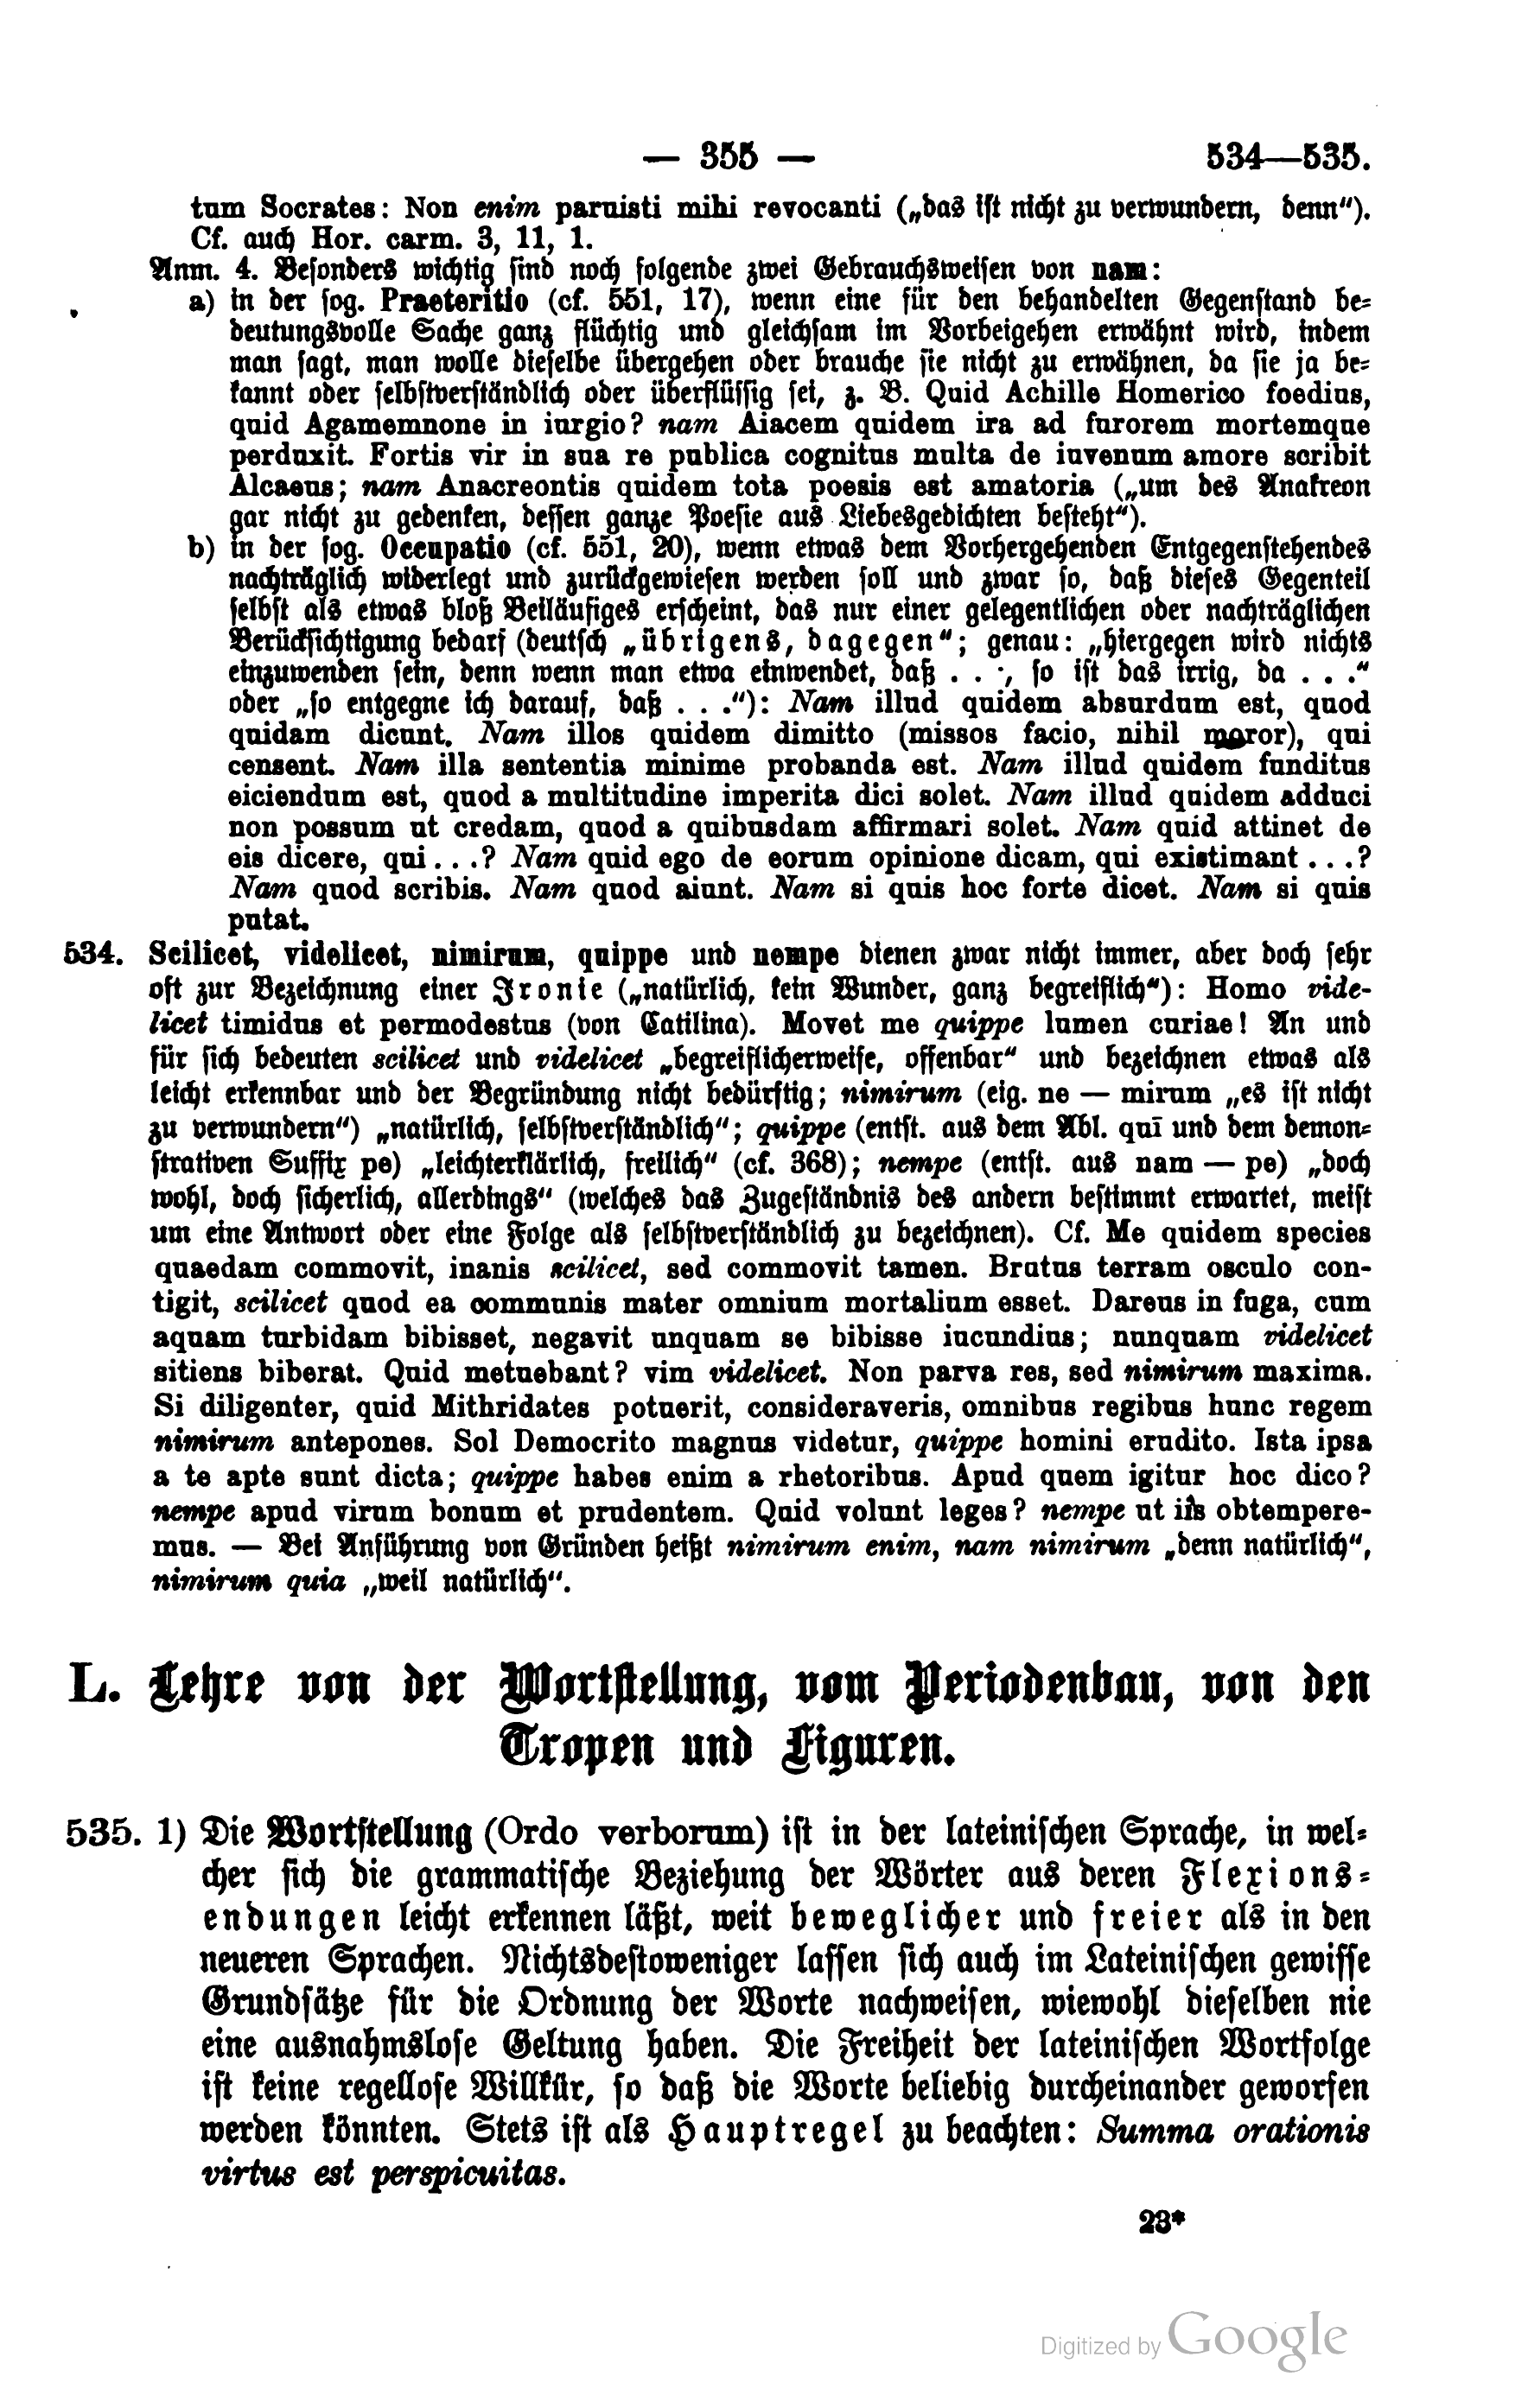 — 355 — 534—535.
tum Socrates: Non enim paruisti mihi revocanti („das ist nicht zu verwundern, denn“).
Cf. auch Hor. carm. 3, 11, 1.
Anm. 4. Besonders wichtig sind noch folgende zwei Gebrauchsweisen von nam:
a) in der sog. Praeteritio (cf. 551, 17), wenn eine für den behandelten Gegenstand be-
deutungsvolle Sache ganz flüchtig und gleichsam im Vorbeigehen erwähnt wird, indem
man sagt, man wolle dieselbe übergehen oder brauche sie nicht zu erwähnen, da sie ja be-
kannt oder selbstverständlich oder überflüssig sei, z. B. Quid Achille Homerico foedius,
quid Agamemnone in iurgio? nam Aiacem quidem ira ad furorem mortemque
perduxit. Fortis vir in sua re publica cognitus multa de iuvenum amore scribit
Alcaeus; nam Anacreontis quidem tota poesis est amatoria („um des Anakreon
gar nicht zu gedenken, dessen ganze Poesie aus Liebesgedichten besteht“).
b) in der sog. Occupatio (cf. 551, 20), wenn etwas dem Vorhergehenden Entgegenstehendes
nachträglich widerlegt und zurückgewiesen werden soll und zwar so, daß dieses Gegenteil
selbst als etwas bloß Beiläufiges erscheint, das nur einer gelegentlichen oder nachträglichen
Berücksichtigung bedarf (deutsch „übrigens, dagegen“; genau: „hiergegen wird nichts
einzuwenden sein, denn wenn man etwa einwendet, daß . . ., so ist das irrig, da . . .“
oder „so entgegne ich darauf, daß . . .“): Nam illud quidem absurdum est, quod
quidam dicunt. Nam illos quidem dimitto (missos facio, nihil moror), qui
censent. Nam illa sententia minime probanda est. Nam illud quidem funditus
eiciendum est, quod a multitudine imperita dici solet. Nam illud quidem adduci
non possum ut credam, quod a quibusdam affirmari solet. Nam quid attinet de
eis dicere, qui . . .? Nam quid ego de eorum opinione dicam, qui existimant . . .?
Nam quod scribis. Nam quod aiunt. Nam si quis hoc forte dicet. Nam si quis
putat.
534. Scilicet, videlicet, nimirum, quippe und nempe dienen zwar nicht immer, aber doch sehr
oft zur Bezeichnung einer Ironie („natürlich, kein Wunder, ganz begreiflich“): Homo vide-
licet timidus et permodestus (von Catilina). Movet me quippe lumen curiae! An und
für sich bedeuten scilicet und videlicet „begreiflicherweise, offenbar“ und bezeichnen etwas als
leicht erkennbar und der Begründung nicht bedürftig; nimirum (eig. ne — mirum „es ist nicht
zu verwundern“) „natürlich, selbstverständlich“; quippe (entst. aus dem Abl. quī und dem demon-
strativen Suffix pe) „leichterklärlich, freilich“ (cf. 368); nempe (entst. aus nam — pe) „doch
wohl, doch sicherlich, allerdings“ (welches das Zugeständnis des andern bestimmt erwartet, meist
um eine Antwort oder eine Folge als selbstverständlich zu bezeichnen). Cf. Me quidem species
quaedam commovit, inanis scilicet, sed commovit tamen. Brutus terram osculo con-
tigit, scilicet quod ea communis mater omnium mortalium esset. Dareus in fuga, cum
aquam turbidam bibisset, negavit unquam se bibisse iucundius; nunquam videlicet
sitiens biberat. Quid metuebant? vim videlicet. Non parva res, sed nimirum maxima.
Si diligenter, quid Mithridates potuerit, consideraveris, omnibus regibus hunc regem
nimirum antepones. Sol Democrito magnus videtur, quippe homini erudito. Ista ipsa
a te apte sunt dicta; quippe habes enim a rhetoribus. Apud quem igitur hoc dico?
nempe apud virum bonum et prudentem. Quid volunt leges? nempe ut iis obtempere-
mus. — Bei Anführung von Gründen heißt nimirum enim, nam nimirum „denn natürlich“,
nimirum quia „weil natürlich“.
L. Lehre von der Wortstellung, vom Periodenbau, von den
Tropen und Figuren.
535. 1) Die Wortstellung (Ordo verborum) ist in der lateinischen Sprache, in wel-
cher sich die grammatische Beziehung der Wörter aus deren Flexions-
endungen leicht erkennen läßt, weit beweglicher und freier als in den
neueren Sprachen. Nichtsdestoweniger lassen sich auch im Lateinischen gewisse
Grundsätze für die Ordnung der Worte nachweisen, wiewohl dieselben nie
eine ausnahmslose Geltung haben. Die Freiheit der lateinischen Wortfolge
ist keine regellose Willkür, so daß die Worte beliebig durcheinander geworfen
werden könnten. Stets ist als Hauptregel zu beachten: Summa orationis
virtus est perspicuitas.
23*
Digitized by Google